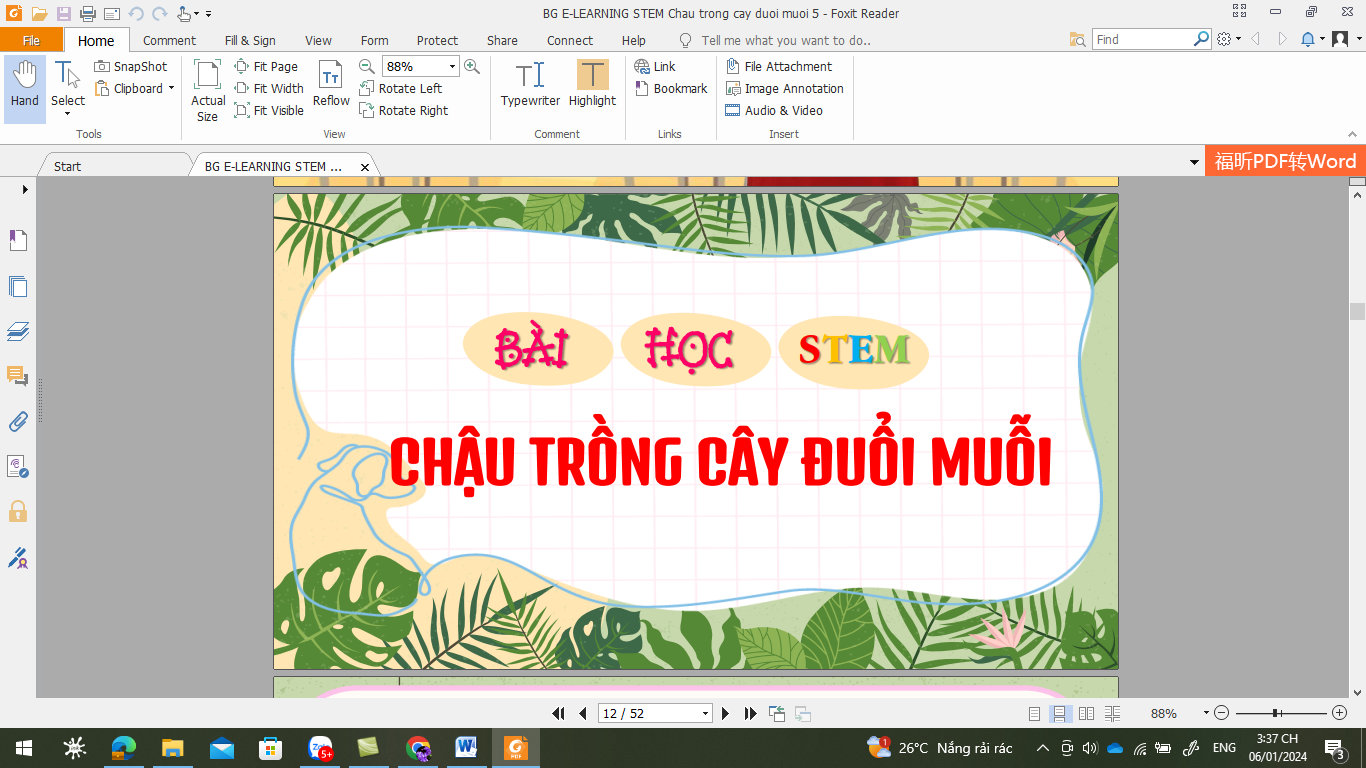 BG E-LEARNING STEM Chau trong cay duoi muoi 5 - Foxit Reader
File Home Comment Fill & Sign View Form Protect Share Connect Help Tell me what you want to do.. Find
Hand
Select
SnapShot
Clipboard
Tools
Actual Size
Fit Page
Fit Width
Fit Visible
Reflow
88%
Rotate Left
Rotate Right
View
Typewriter
Highlight
Comment
Link
Bookmark
Links
File Attachment
Image Annotation
Audio & Video
Insert
Start
BG E-LEARNING STEM ...
福昕PDF转Word
BÀI HỌC STEM
CHẬU TRỒNG CÂY ĐUỔI MUỖI
12 / 52
88%
26°C Nắng rải rác
ENG
3:37 CH
06/01/2024